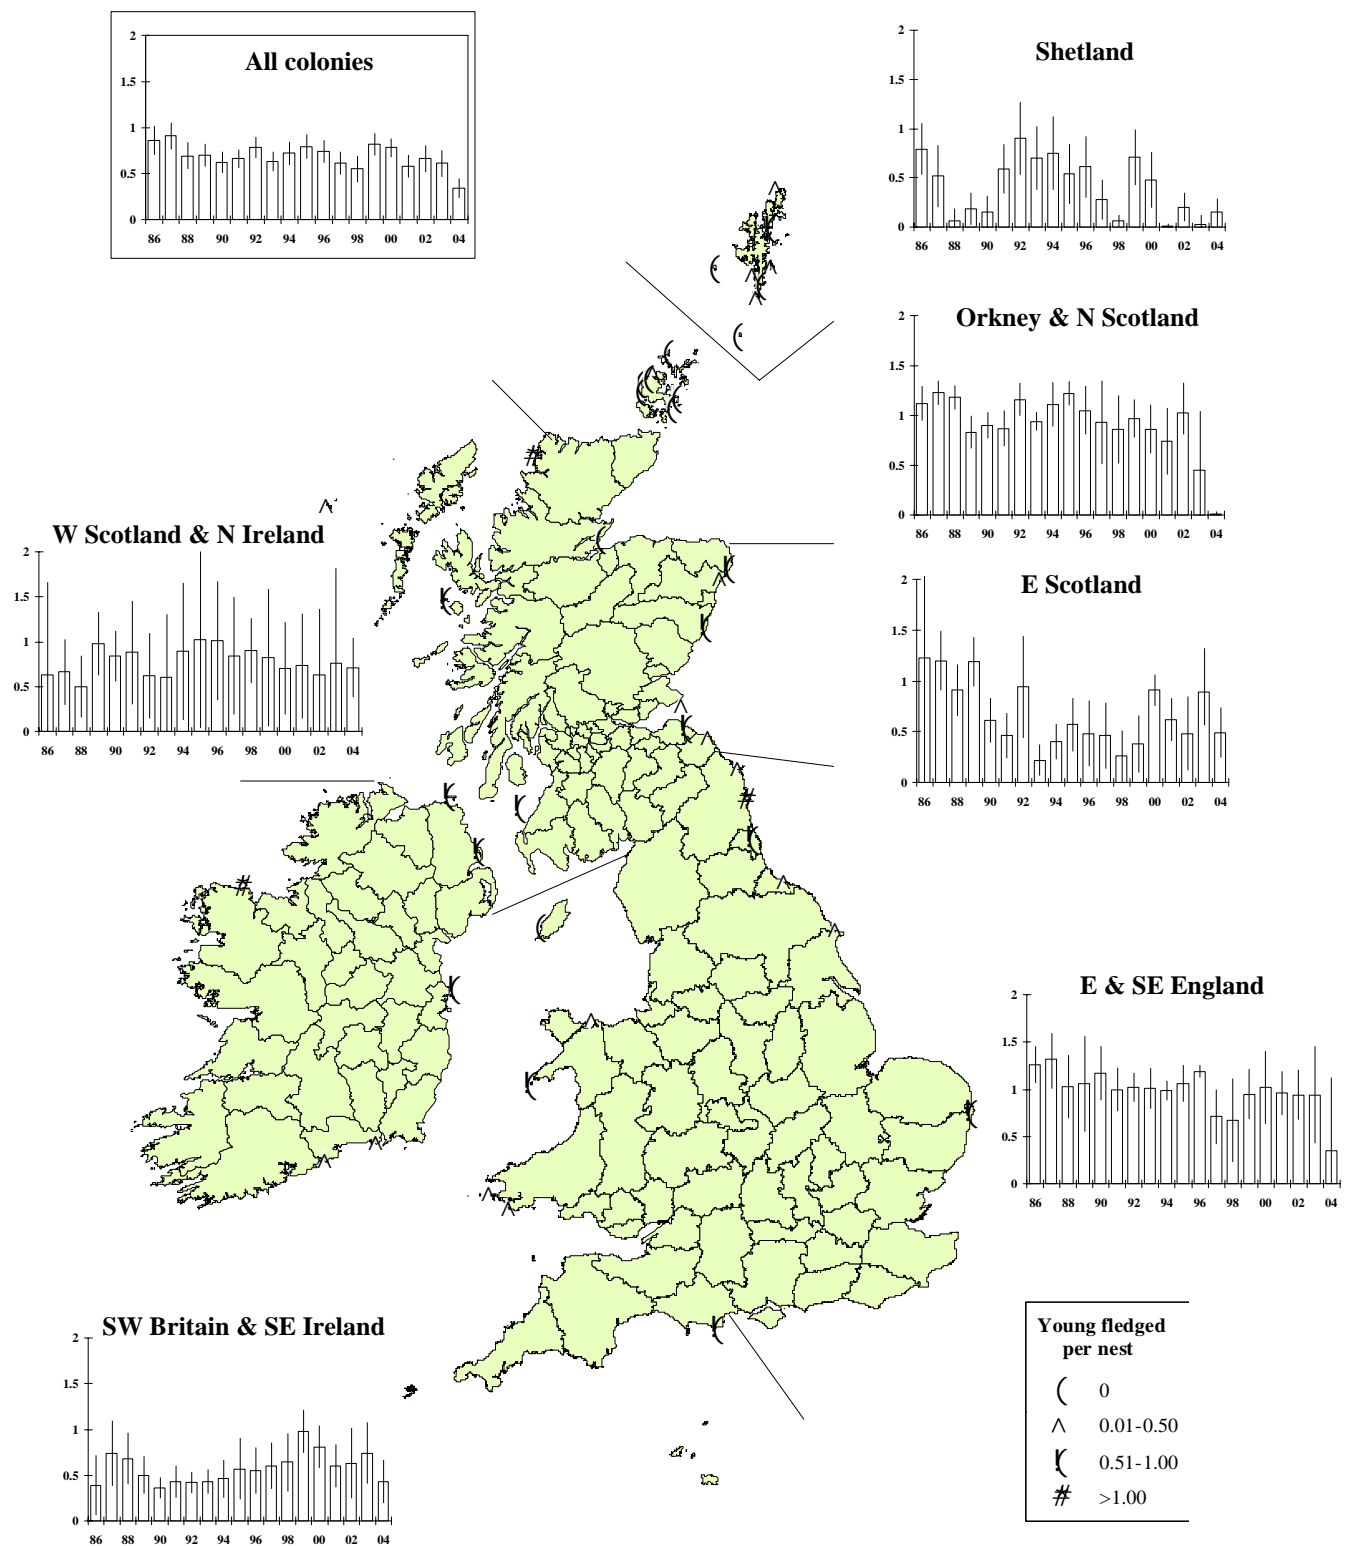 All colonies
2
1.5
1
0.5
0
86 88 90 92 94 96 98 00 02 04
Shetland
2
1.5
1
0.5
0
86 88 90 92 94 96 98 00 02 04
Orkney & N Scotland
2
1.5
1
0.5
0
86 88 90 92 94 96 98 00 02 04
W Scotland & N Ireland
2
1.5
1
0.5
0
86 88 90 92 94 96 98 00 02 04
E Scotland
2
1.5
1
0.5
0
86 88 90 92 94 96 98 00 02 04
E & SE England
2
1.5
1
0.5
0
86 88 90 92 94 96 98 00 02 04
SW Britain & SE Ireland
2
1.5
1
0.5
0
86 88 90 92 94 96 98 00 02 04
Young fledged
per nest
( 0
^ 0.01-0.50
0.51-1.00
# >1.00